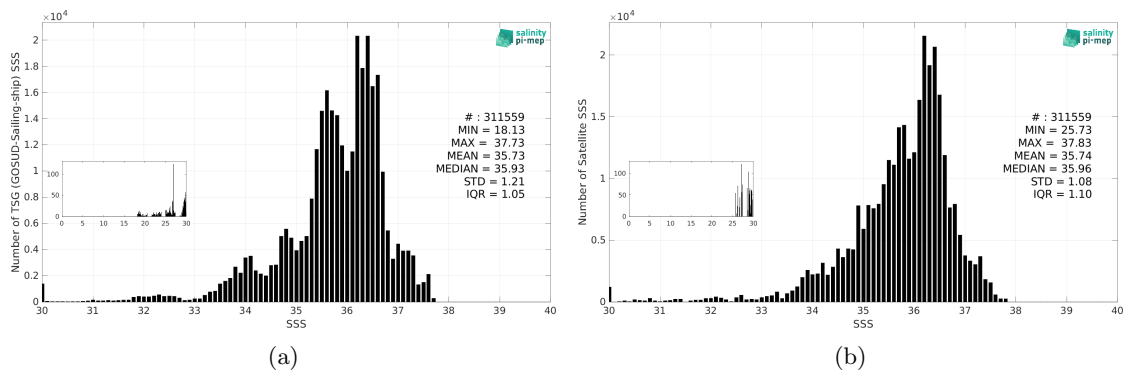 ×10⁴
2
1.8
1.6
1.4
1.2
1
0.8
0.6
0.4
0.2
0
30 31 32 33 34 35 36 37 38 39 40
SSS
Number of TSG (GOSUD-Sailing-ship) SSS
salinity
pi-mep
# : 311559
MIN = 18.13
MAX = 37.73
MEAN = 35.73
MEDIAN = 35.93
STD = 1.21
IQR = 1.05
100
50
0
0 5 10 15 20 25 30
(a)
×10⁴
2
1.5
1
0.5
0
30 31 32 33 34 35 36 37 38 39 40
SSS
Number of Satellite SSS
salinity
pi-mep
# : 311559
MIN = 25.73
MAX = 37.83
MEAN = 35.74
MEDIAN = 35.96
STD = 1.08
IQR = 1.10
100
50
0
0 5 10 15 20 25 30
(b)